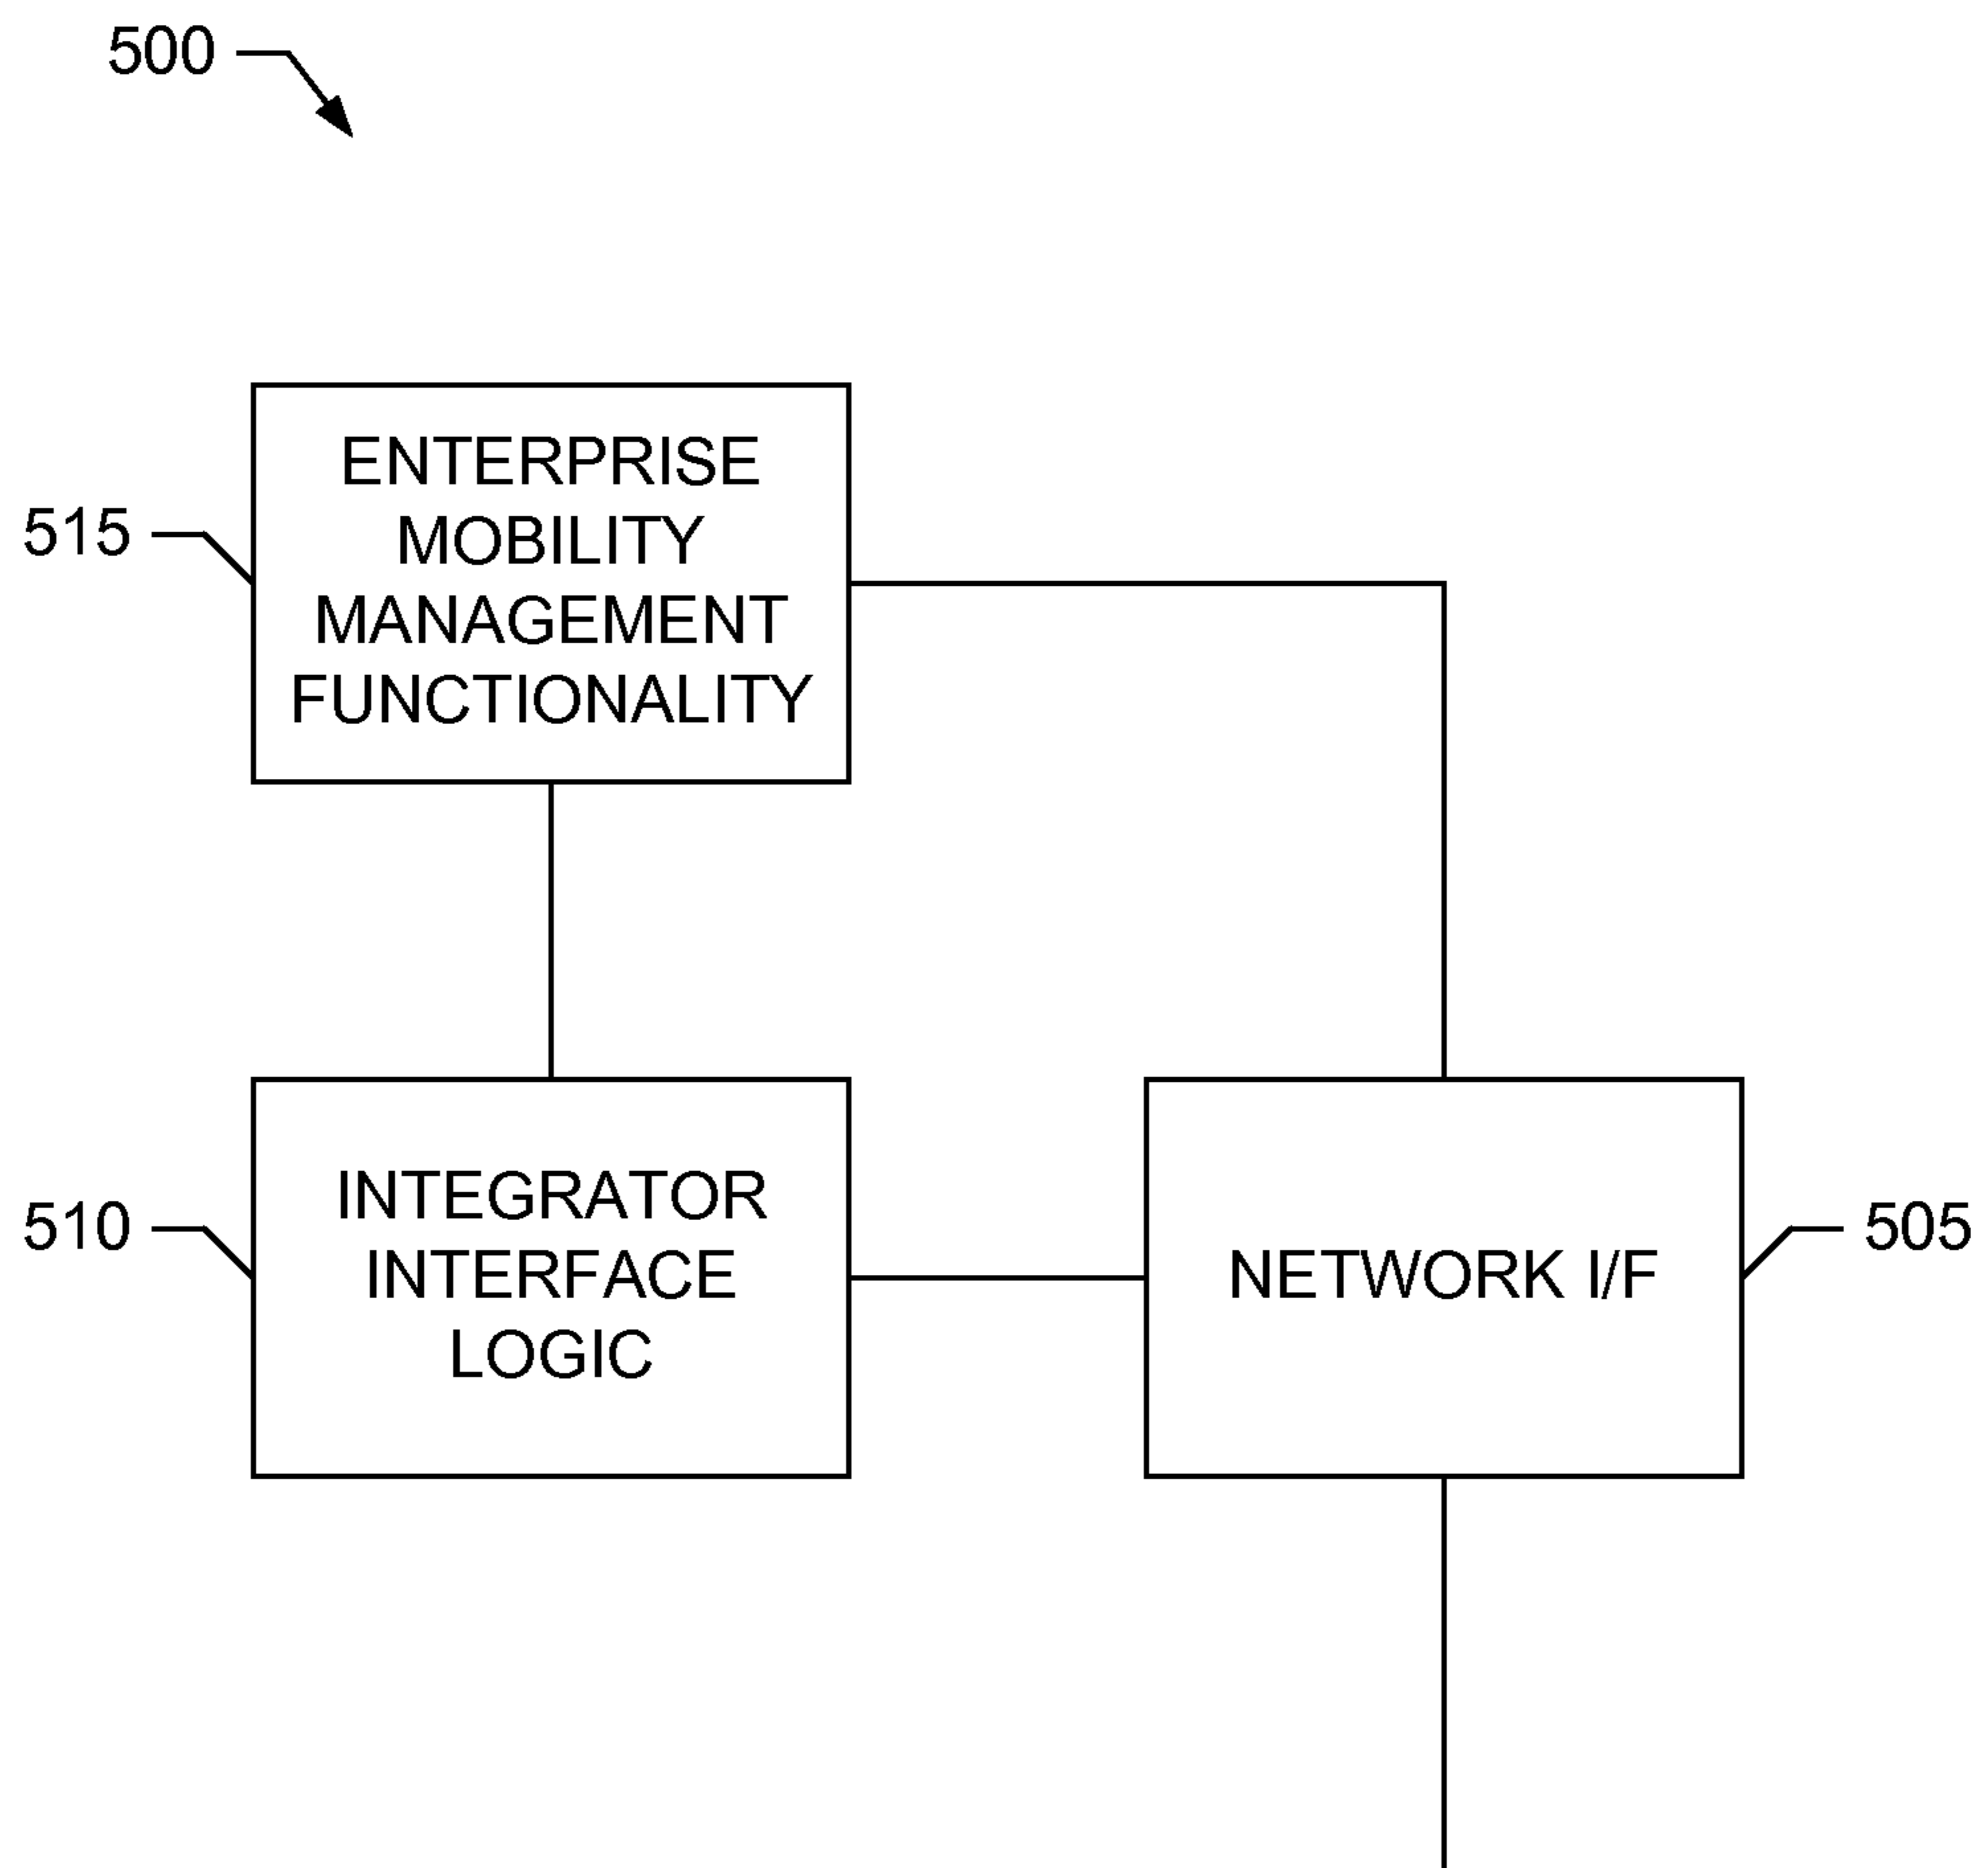 500
ENTERPRISE
MOBILITY
MANAGEMENT
FUNCTIONALITY
515
INTEGRATOR
INTERFACE
LOGIC
510
NETWORK I/F
505